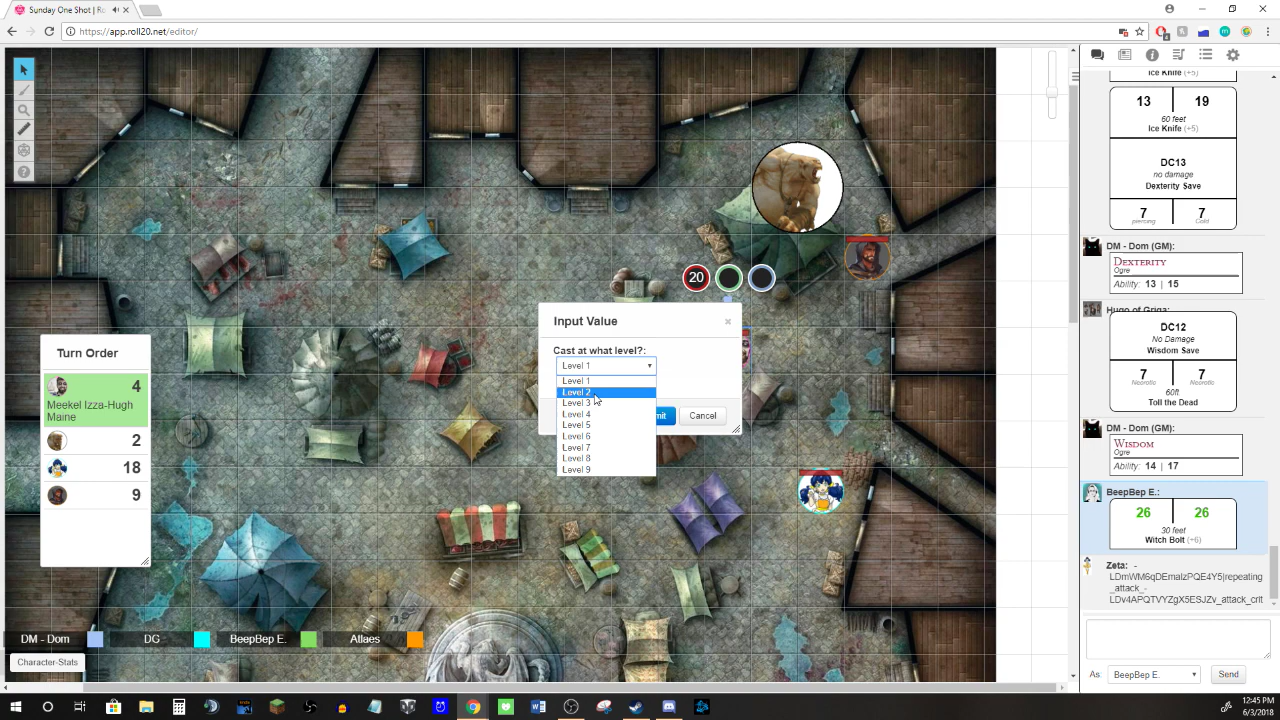 Sunday One Shot | Ro
https://app.roll20.net/editor/
Turn Order
4
Meekel Izza-Hugh
Maine
2
18
9
20
Input Value
×
Cast at what level?:
Level 1
Level 1
Level 2
Level 3
Level 4
Level 5
Level 6
Level 7
Level 8
Level 9
Cancel
DM - Dom
DG
BeepBep E.
Atlaes
Character-Stats
Ice Knife (+5)
13 19
60 feet
Ice Knife (+5)
DC13
no damage
Dexterity Save
7 7
piercing Cold
DM - Dom (GM):
Dexterity
Ogre
Ability: 13 | 15
Hugo of Griga:
DC12
No Damage
Wisdom Save
7 7
Necrotic Necrotic
60ft
Toll the Dead
DM - Dom (GM):
Wisdom
Ogre
Ability: 14 | 17
BeepBep E.:
26 26
30 feet
Witch Bolt (+6)
Zeta: -
LDmWM6qDEmalzPQE4Y5|repeating
_attack_-
LDv4APQTVYZgX5ESJZv_attack_crit
As: BeepBep E.
Send
12:45 PM
6/3/2018